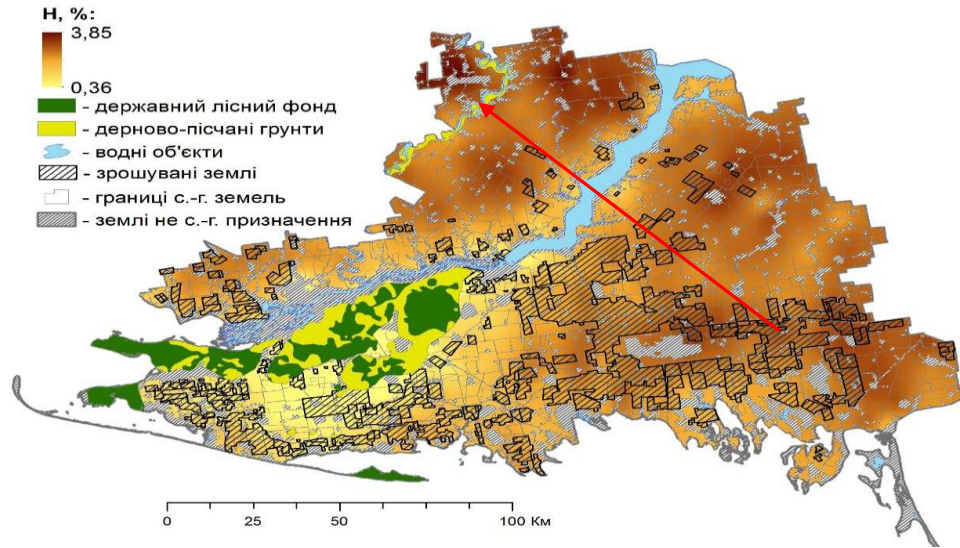 Н, %:
3,85
0,36
- державний лісний фонд
- дерново-пісчані грунти
- водні об'єкти
- зрошувані землі
- границі с.-г. земель
- землі не с.-г. призначення
0 25 50 100 Км